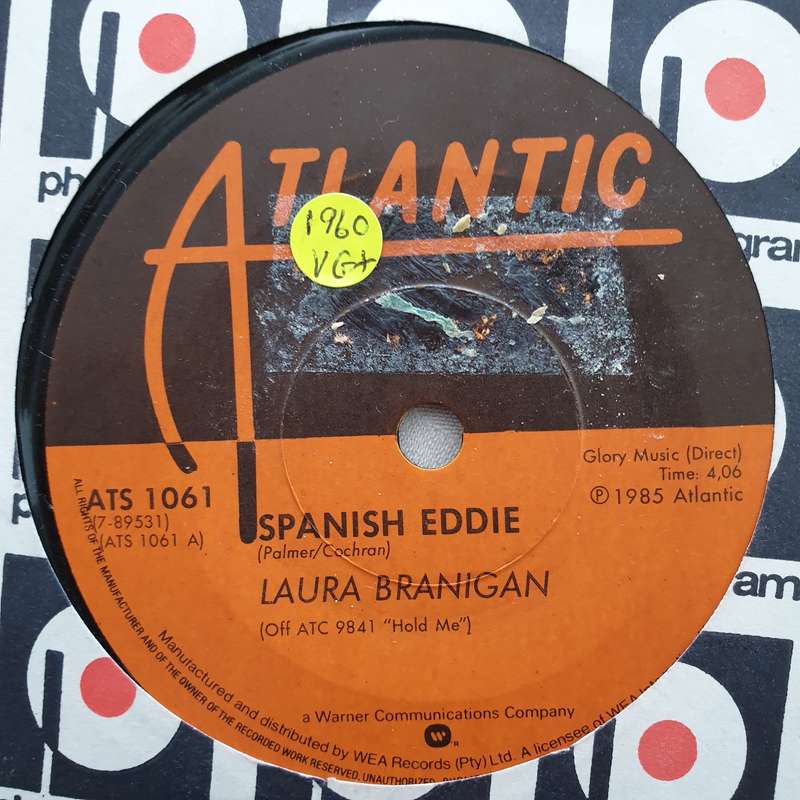 ATLANTIC
1960
VG+
ph
gram
ATS 1061
(7-89531)
(ATS 1061 A)
Glory Music (Direct)
Time: 4,06
℗ 1985 Atlantic
SPANISH EDDIE
(Palmer/Cochran)
LAURA BRANIGAN
(Off ATC 9841 "Hold Me")
a Warner Communications Company
Manufactured and distributed by WEA Records (Pty) Ltd. A licensee of WEA
ALL RIGHTS OF THE MANUFACTURER AND OF THE OWNER OF THE RECORDED WORK RESERVED. UNAUTHORIZED
p
gram